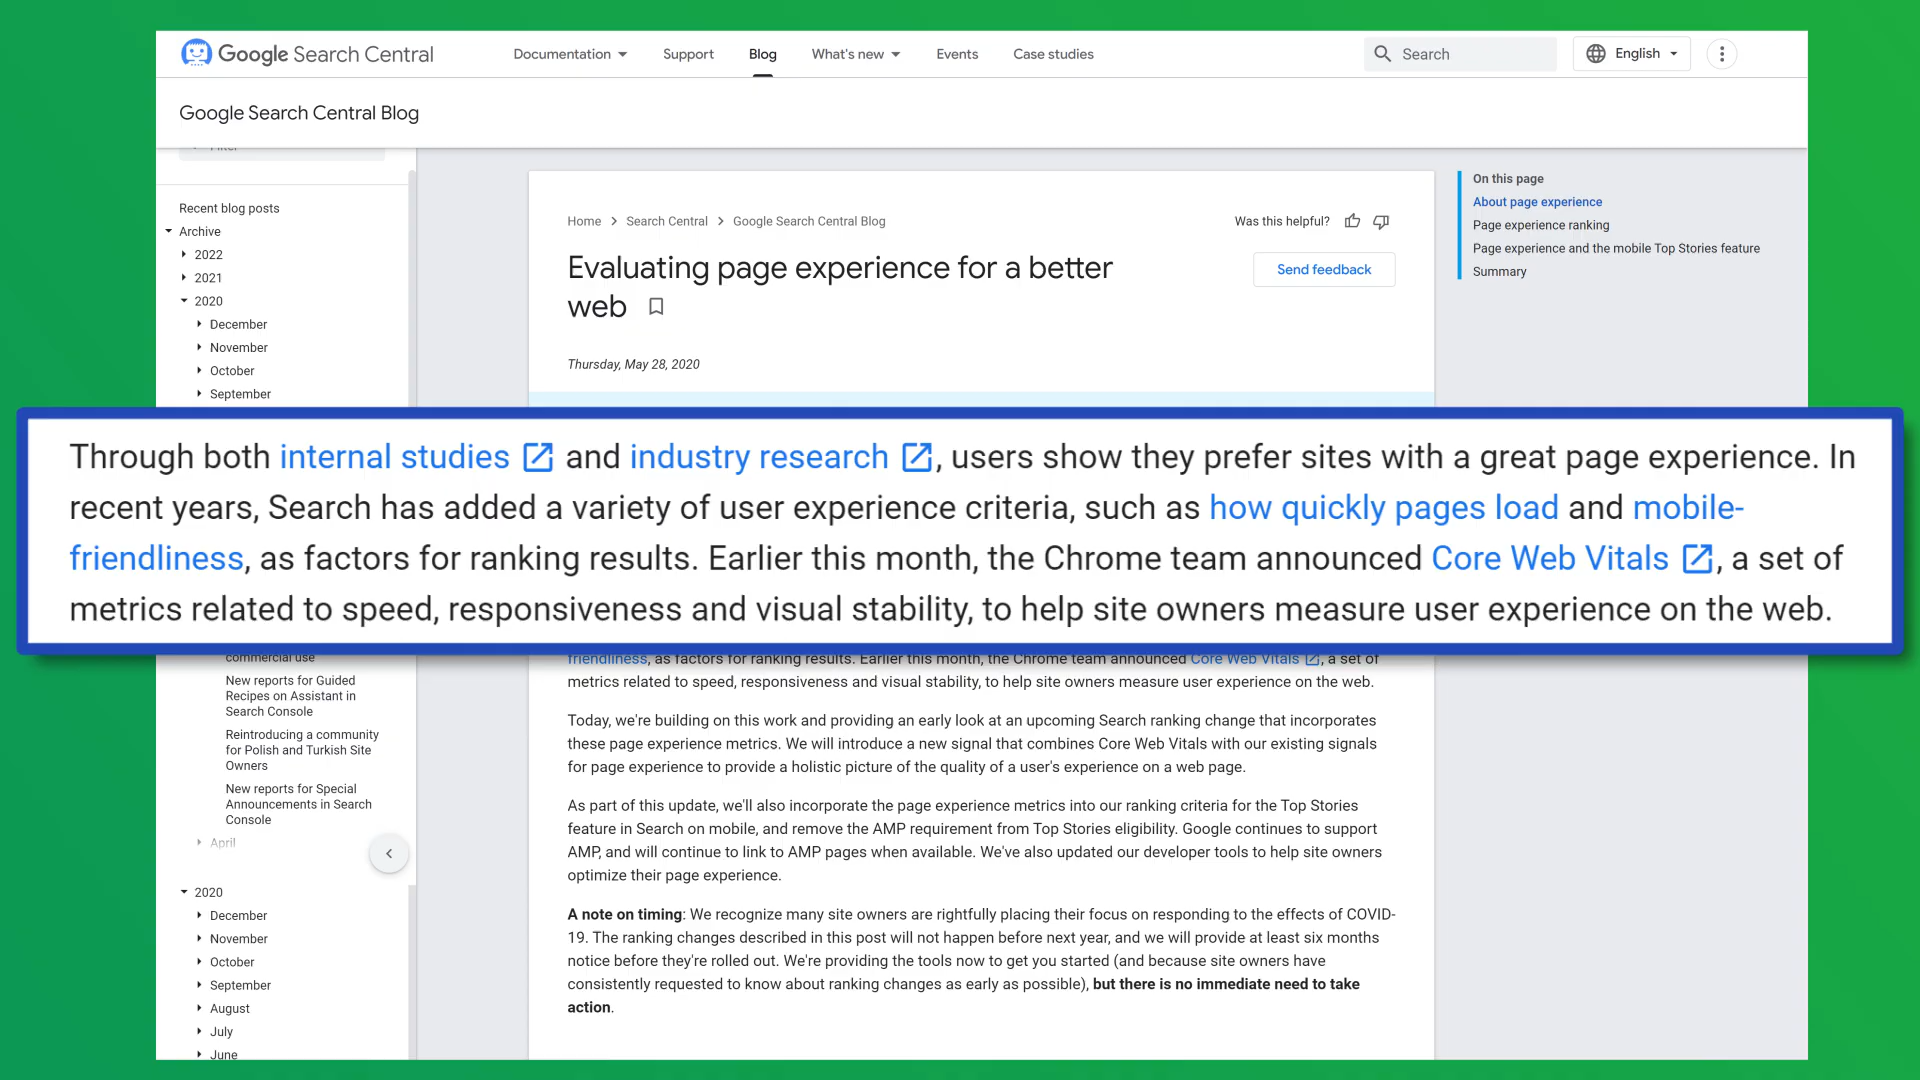 Google Search Central
Documentation
Support
Blog
What's new
Events
Case studies
Search
English
Google Search Central Blog
Filter
Recent blog posts
Archive
2022
2021
2020
December
November
October
September
Home
Search Central
Google Search Central Blog
Was this helpful?
Evaluating page experience for a better
web
Send feedback
Thursday, May 28, 2020
On this page
About page experience
Page experience ranking
Page experience and the mobile Top Stories feature
Summary
Through both internal studies and industry research, users show they prefer sites with a great page experience. In
recent years, Search has added a variety of user experience criteria, such as how quickly pages load and mobile-
friendliness, as factors for ranking results. Earlier this month, the Chrome team announced Core Web Vitals, a set of
metrics related to speed, responsiveness and visual stability, to help site owners measure user experience on the web.
commercial use
New reports for Guided
Recipes on Assistant in
Search Console
Reintroducing a community
for Polish and Turkish Site
Owners
New reports for Special
Announcements in Search
Console
April
2020
December
November
October
September
August
July
June
friendliness, as factors for ranking results. Earlier this month, the Chrome team announced Core Web Vitals, a set of
metrics related to speed, responsiveness and visual stability, to help site owners measure user experience on the web.
Today, we're building on this work and providing an early look at an upcoming Search ranking change that incorporates
these page experience metrics. We will introduce a new signal that combines Core Web Vitals with our existing signals
for page experience to provide a holistic picture of the quality of a user's experience on a web page.
As part of this update, we'll also incorporate the page experience metrics into our ranking criteria for the Top Stories
feature in Search on mobile, and remove the AMP requirement from Top Stories eligibility. Google continues to support
AMP, and will continue to link to AMP pages when available. We've also updated our developer tools to help site owners
optimize their page experience.
A note on timing: We recognize many site owners are rightfully placing their focus on responding to the effects of COVID-
19. The ranking changes described in this post will not happen before next year, and we will provide at least six months
notice before they're rolled out. We're providing the tools now to get you started (and because site owners have
consistently requested to know about ranking changes as early as possible), but there is no immediate need to take
action.